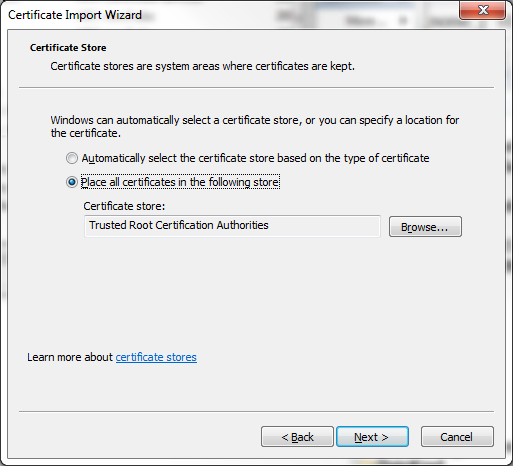 Certificate Import Wizard
Certificate Store
Certificate stores are system areas where certificates are kept.
Windows can automatically select a certificate store, or you can specify a location for
the certificate.
Automatically select the certificate store based on the type of certificate
Place all certificates in the following store
Certificate store:
Trusted Root Certification Authorities
Browse...
Learn more about certificate stores
< Back
Next >
Cancel